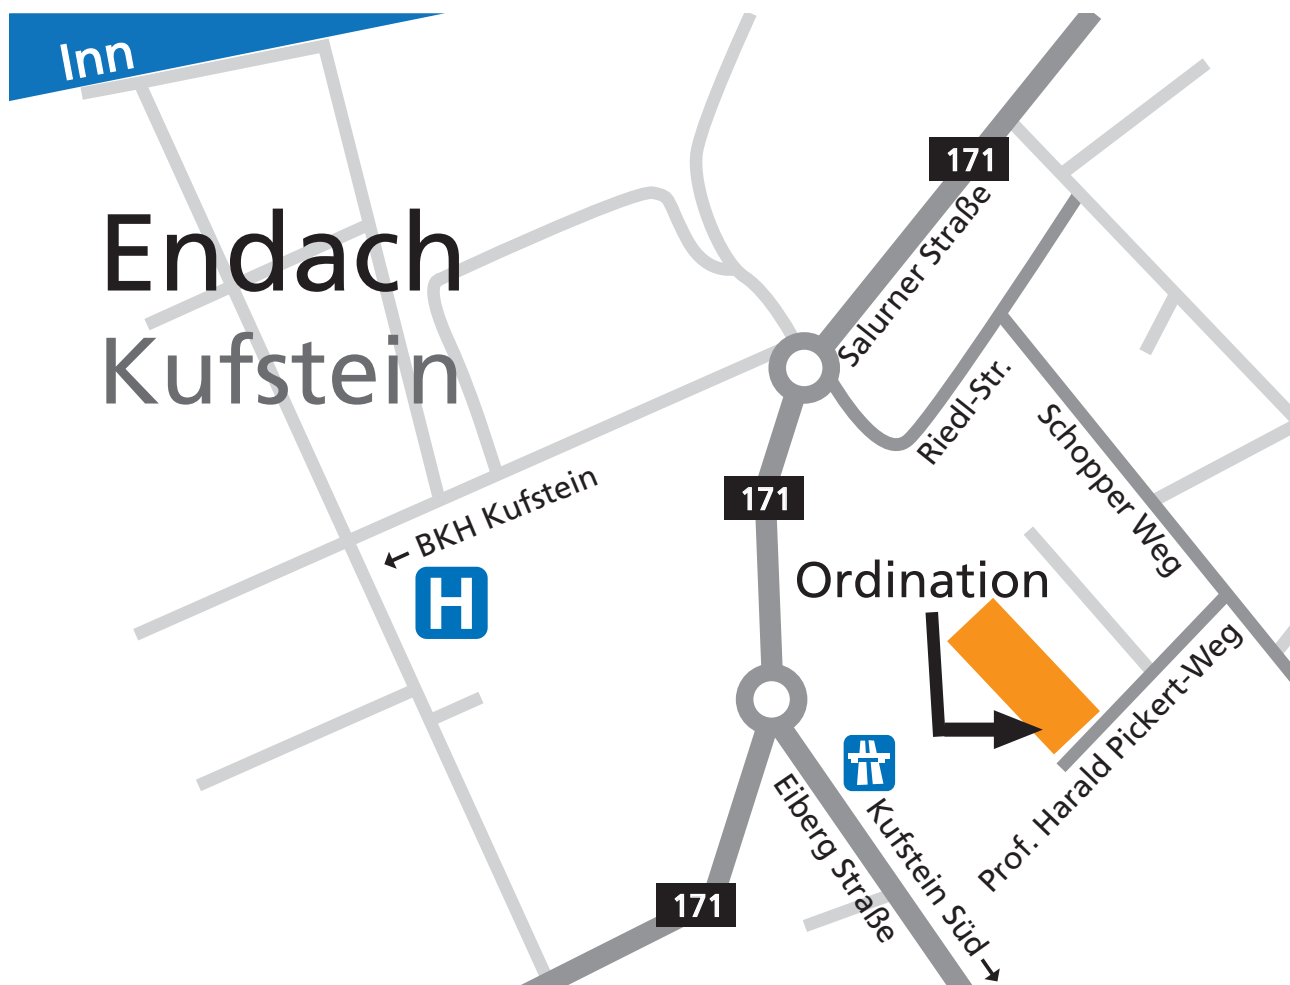 Inn
171
Endach
Kufstein
Salurner Straße
Riedl-Str.
Schopper Weg
171
← BKH Kufstein
H
Ordination
Prof. Harald Pickert-Weg
Eiberg Straße
Kufstein Süd →
171